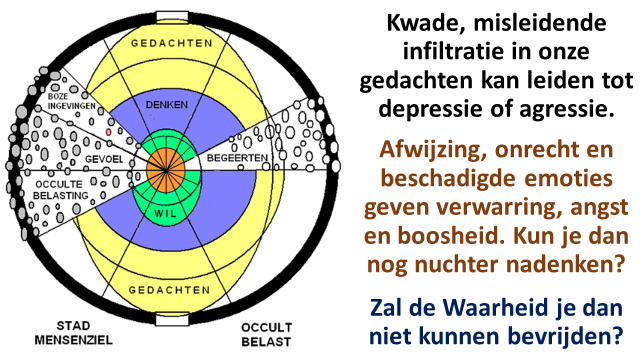 GEDACHTEN
BOZE
INGEVINGEN
DENKEN
GEVOEL
BEGEERTEN
OCCULTE
BELASTING
WIL
GEDACHTEN
STAD
MENSENZIEL
OCCULT
BELAST
Kwade, misleidende
infiltratie in onze
gedachten kan leiden tot
depressie of agressie.
Afwijzing, onrecht en
beschadigde emoties
geven verwarring, angst
en boosheid. Kun je dan
nog nuchter nadenken?
Zal de Waarheid je dan
niet kunnen bevrijden?